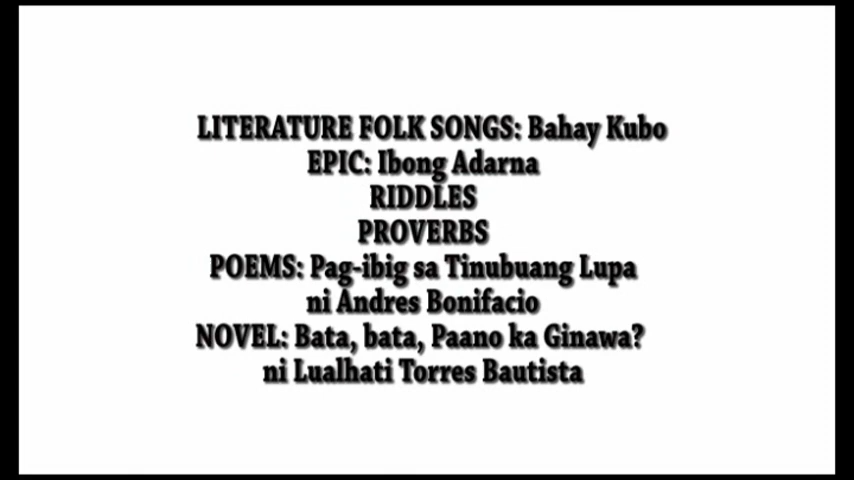 LITERATURE FOLK SONGS: Bahay Kubo
EPIC: Ibong Adarna
RIDDLES
PROVERBS
POEMS: Pag-ibig sa Tinubuang Lupa
ni Andres Bonifacio
NOVEL: Bata, bata, Paano ka Ginawa?
ni Lualhati Torres Bautista